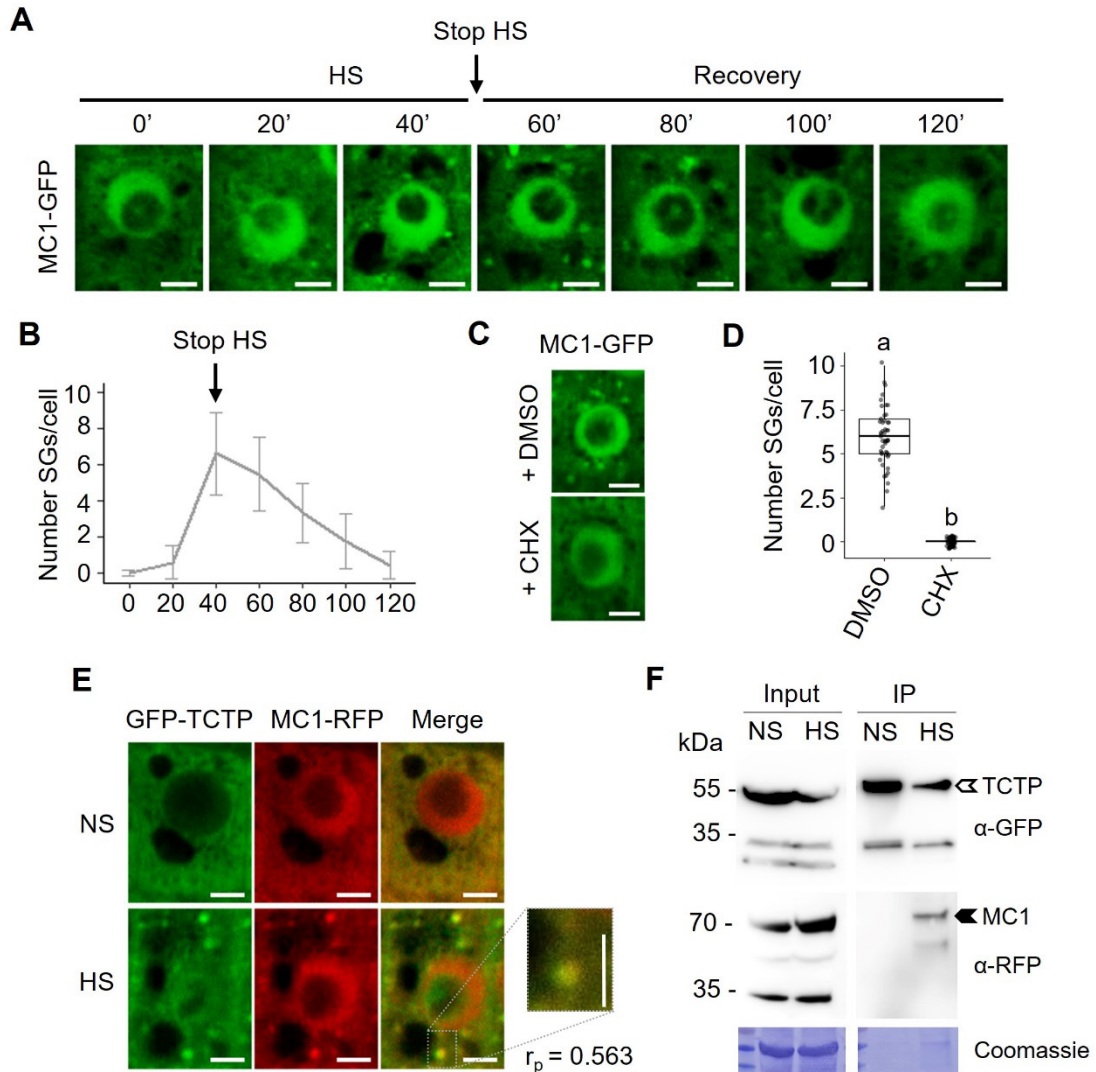 A
Stop HS
HS Recovery
0’ 20’ 40’ 60’ 80’ 100’ 120’
MC1-GFP
B
Stop HS
Number SGs/cell
10
8
6
4
2
0
0 20 40 60 80 100 120
C
MC1-GFP
+ DMSO
+ CHX
D
Number SGs/cell
10
7.5
5
2.5
0
a
b
DMSO CHX
E
GFP-TCTP MC1-RFP Merge
NS
HS
rp = 0.563
F
Input IP
kDa NS HS NS HS
55 - TCTP
35 - α-GFP
70 - MC1
α-RFP
35 -
Coomassie